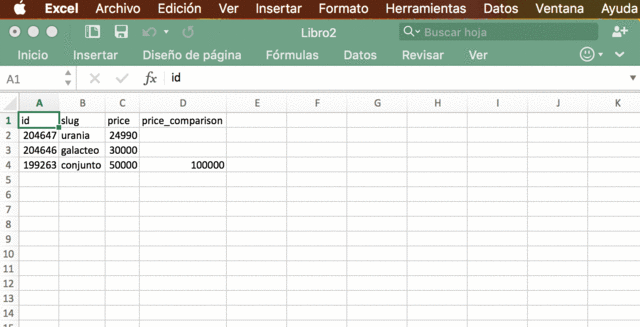 Excel Archivo Edición Ver Insertar Formato Herramientas Datos Ventana Ayuda
Libro2 Buscar hoja
Inicio Insertar Diseño de página Fórmulas Datos Revisar Ver
A1 fx id
A B C D E F G H I J K
1 id slug price price_comparison
2 204647 urania 24990
3 204646 galacteo 30000
4 199263 conjunto 50000 100000
5
6
7
8
9
10
11
12
13
14
15